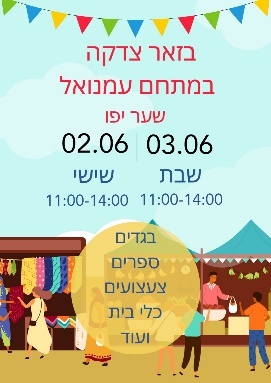 בזאר צדקה
במתחם עמנואל
שער יפו
02.06 03.06
שישי שבת
11:00-14:00 11:00-14:00
בגדים
ספרים
צעצועים
כלי בית
ועוד